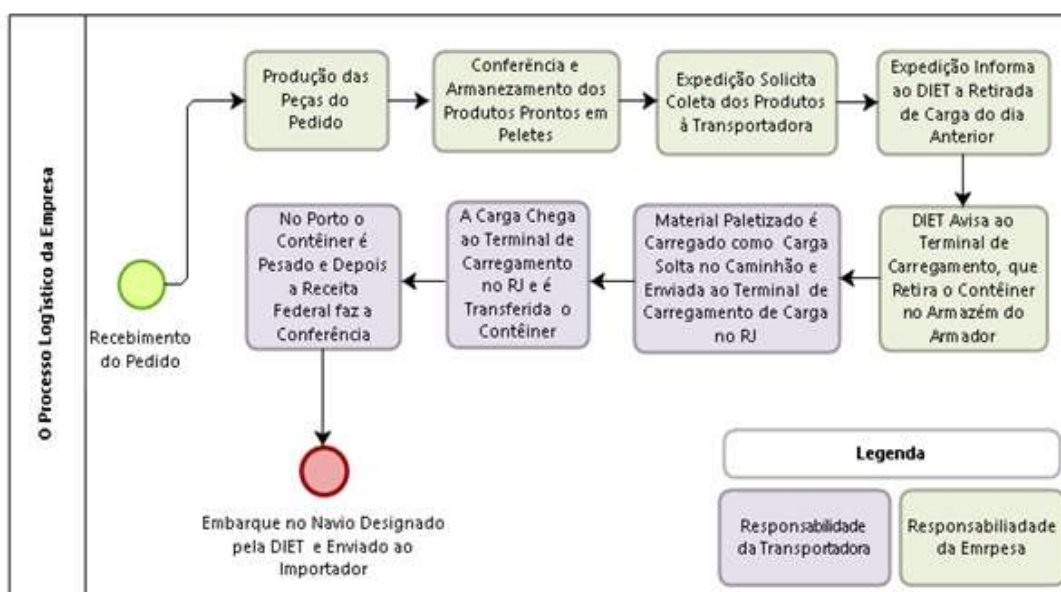 O Processo Logístico da Empresa
Recebimento
do Pedido
Produção das
Peças do
Pedido
Conferência e
Armanezamento dos
Produtos Prontos em
Peletes
Expedição Solicita
Coleta dos Produtos
à Transportadora
Expedição Informa
ao DIET a Retirada
de Carga do dia
Anterior
DIET Avisa ao
Terminal de
Carregamento, que
Retira o Contêiner
no Armazém do
Armador
Material Paletizado é
Carregado como Carga
Solta no Caminhão e
Enviada ao Terminal de
Carregamento de Carga
no RJ
A Carga Chega
ao Terminal de
Carregamento
no RJ e é
Transferida o
Contêiner
No Porto o
Contêiner é
Pesado e Depois
a Receita
Federal faz a
Conferência
Embarque no Navio Designado
pela DIET e Enviado ao
Importador
Legenda
Responsabilidade
da Transportadora
Responsabiliadade
da Emrpesa